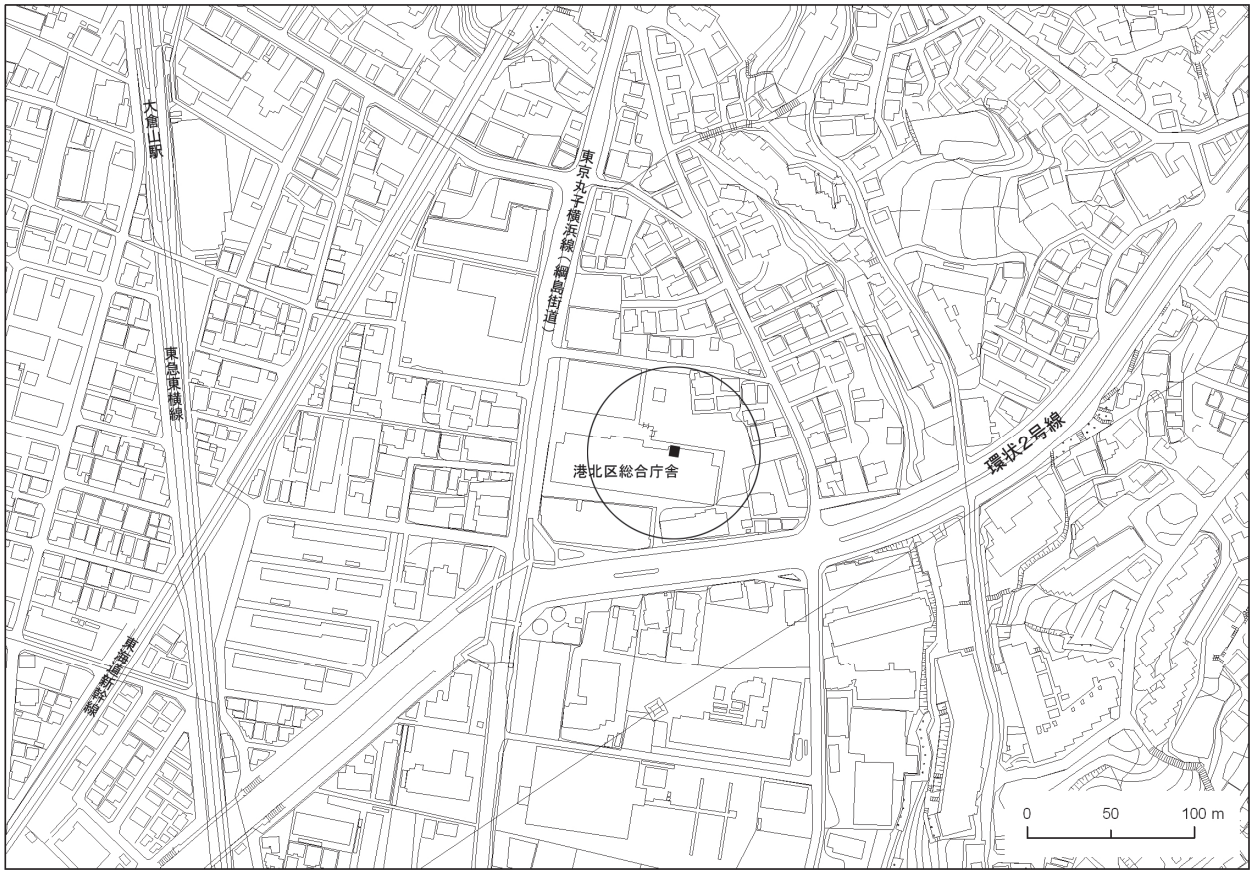 大倉山駅
東京丸子横浜線（綱島街道）
東急東横線
港北区総合庁舎
環状2号線
東海道新幹線
0 50 100 m